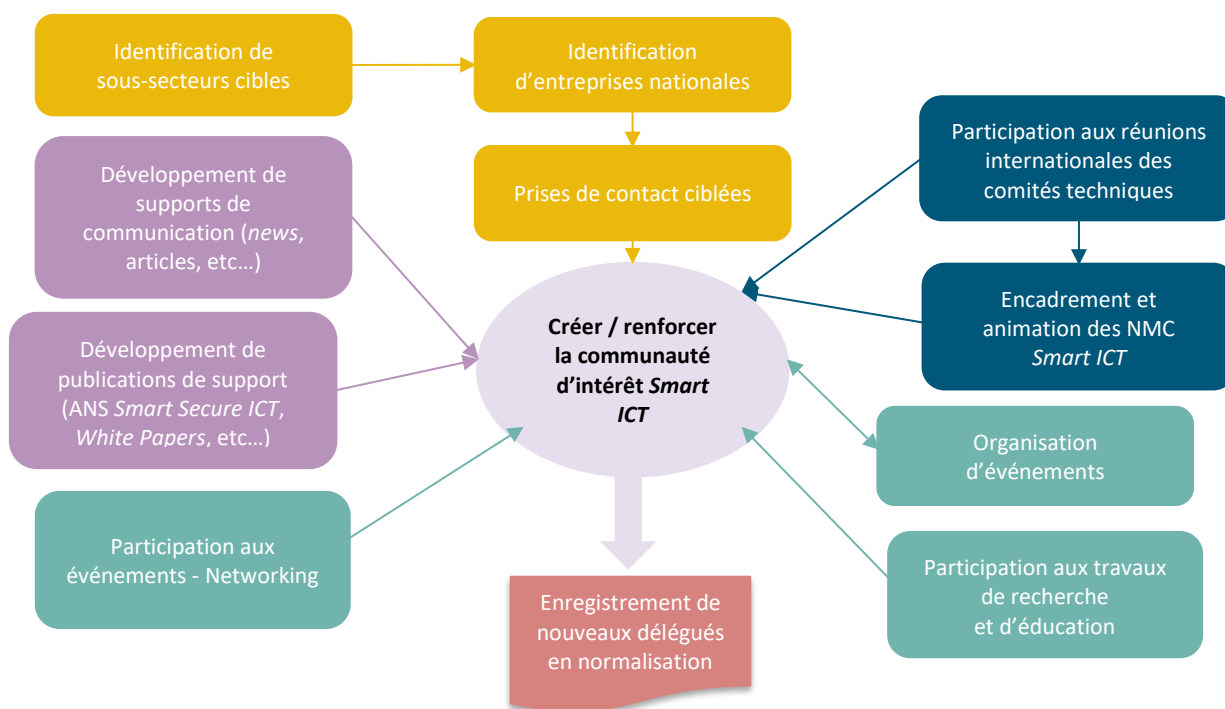 Identification de
sous-secteurs cibles
Identification
d'entreprises nationales
Participation aux réunions
internationales des
comités techniques
Développement de
supports de
communication (news,
articles, etc…)
Prises de contact ciblées
Encadrement et
animation des NMC
Smart ICT
Créer / renforcer
la communauté
d'intérêt Smart
ICT
Développement de
publications de support
(ANS Smart Secure ICT,
White Papers, etc…)
Organisation
d'événements
Participation aux
événements - Networking
Participation aux travaux
de recherche
et d'éducation
Enregistrement de
nouveaux délégués
en normalisation